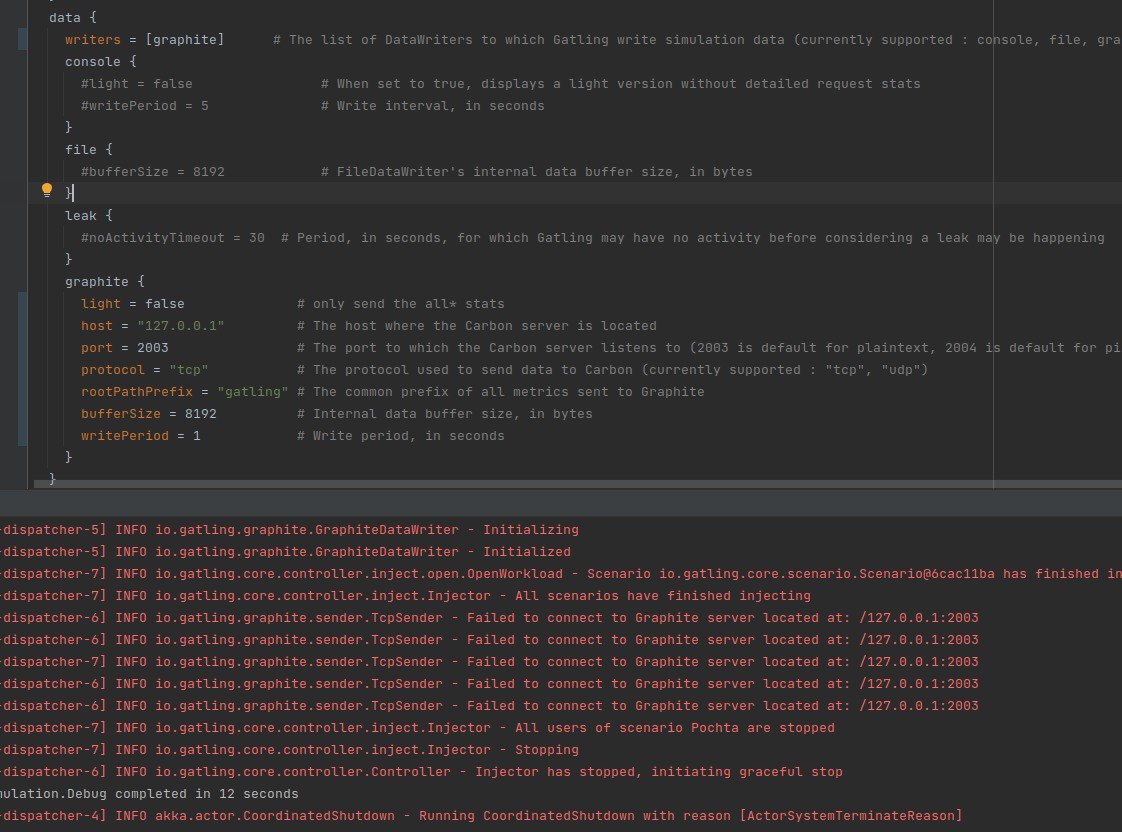 data {
writers = [graphite]      # The list of DataWriters to which Gatling write simulation data (currently supported : console, file, gra
console {
#light = false                # When set to true, displays a light version without detailed request stats
#writePeriod = 5              # Write interval, in seconds
}
file {
#bufferSize = 8192            # FileDataWriter's internal data buffer size, in bytes
}
leak {
#noActivityTimeout = 30  # Period, in seconds, for which Gatling may have no activity before considering a leak may be happening
}
graphite {
light = false              # only send the all* stats
host = "127.0.0.1"         # The host where the Carbon server is located
port = 2003                # The port to which the Carbon server listens to (2003 is default for plaintext, 2004 is default for pi
protocol = "tcp"           # The protocol used to send data to Carbon (currently supported : "tcp", "udp")
rootPathPrefix = "gatling" # The common prefix of all metrics sent to Graphite
bufferSize = 8192          # Internal data buffer size, in bytes
writePeriod = 1            # Write period, in seconds
}
}
-dispatcher-5] INFO io.gatling.graphite.GraphiteDataWriter - Initializing
-dispatcher-5] INFO io.gatling.graphite.GraphiteDataWriter - Initialized
-dispatcher-7] INFO io.gatling.core.controller.inject.open.OpenWorkload - Scenario io.gatling.core.scenario.Scenario@6cac11ba has finished in
-dispatcher-7] INFO io.gatling.core.controller.inject.Injector - All scenarios have finished injecting
-dispatcher-6] INFO io.gatling.graphite.sender.TcpSender - Failed to connect to Graphite server located at: /127.0.0.1:2003
-dispatcher-6] INFO io.gatling.graphite.sender.TcpSender - Failed to connect to Graphite server located at: /127.0.0.1:2003
-dispatcher-7] INFO io.gatling.graphite.sender.TcpSender - Failed to connect to Graphite server located at: /127.0.0.1:2003
-dispatcher-6] INFO io.gatling.graphite.sender.TcpSender - Failed to connect to Graphite server located at: /127.0.0.1:2003
-dispatcher-6] INFO io.gatling.graphite.sender.TcpSender - Failed to connect to Graphite server located at: /127.0.0.1:2003
-dispatcher-7] INFO io.gatling.core.controller.inject.Injector - All users of scenario Pochta are stopped
-dispatcher-7] INFO io.gatling.core.controller.inject.Injector - Stopping
-dispatcher-6] INFO io.gatling.core.controller.Controller - Injector has stopped, initiating graceful stop
mulation.Debug completed in 12 seconds
-dispatcher-4] INFO akka.actor.CoordinatedShutdown - Running CoordinatedShutdown with reason [ActorSystemTerminateReason]